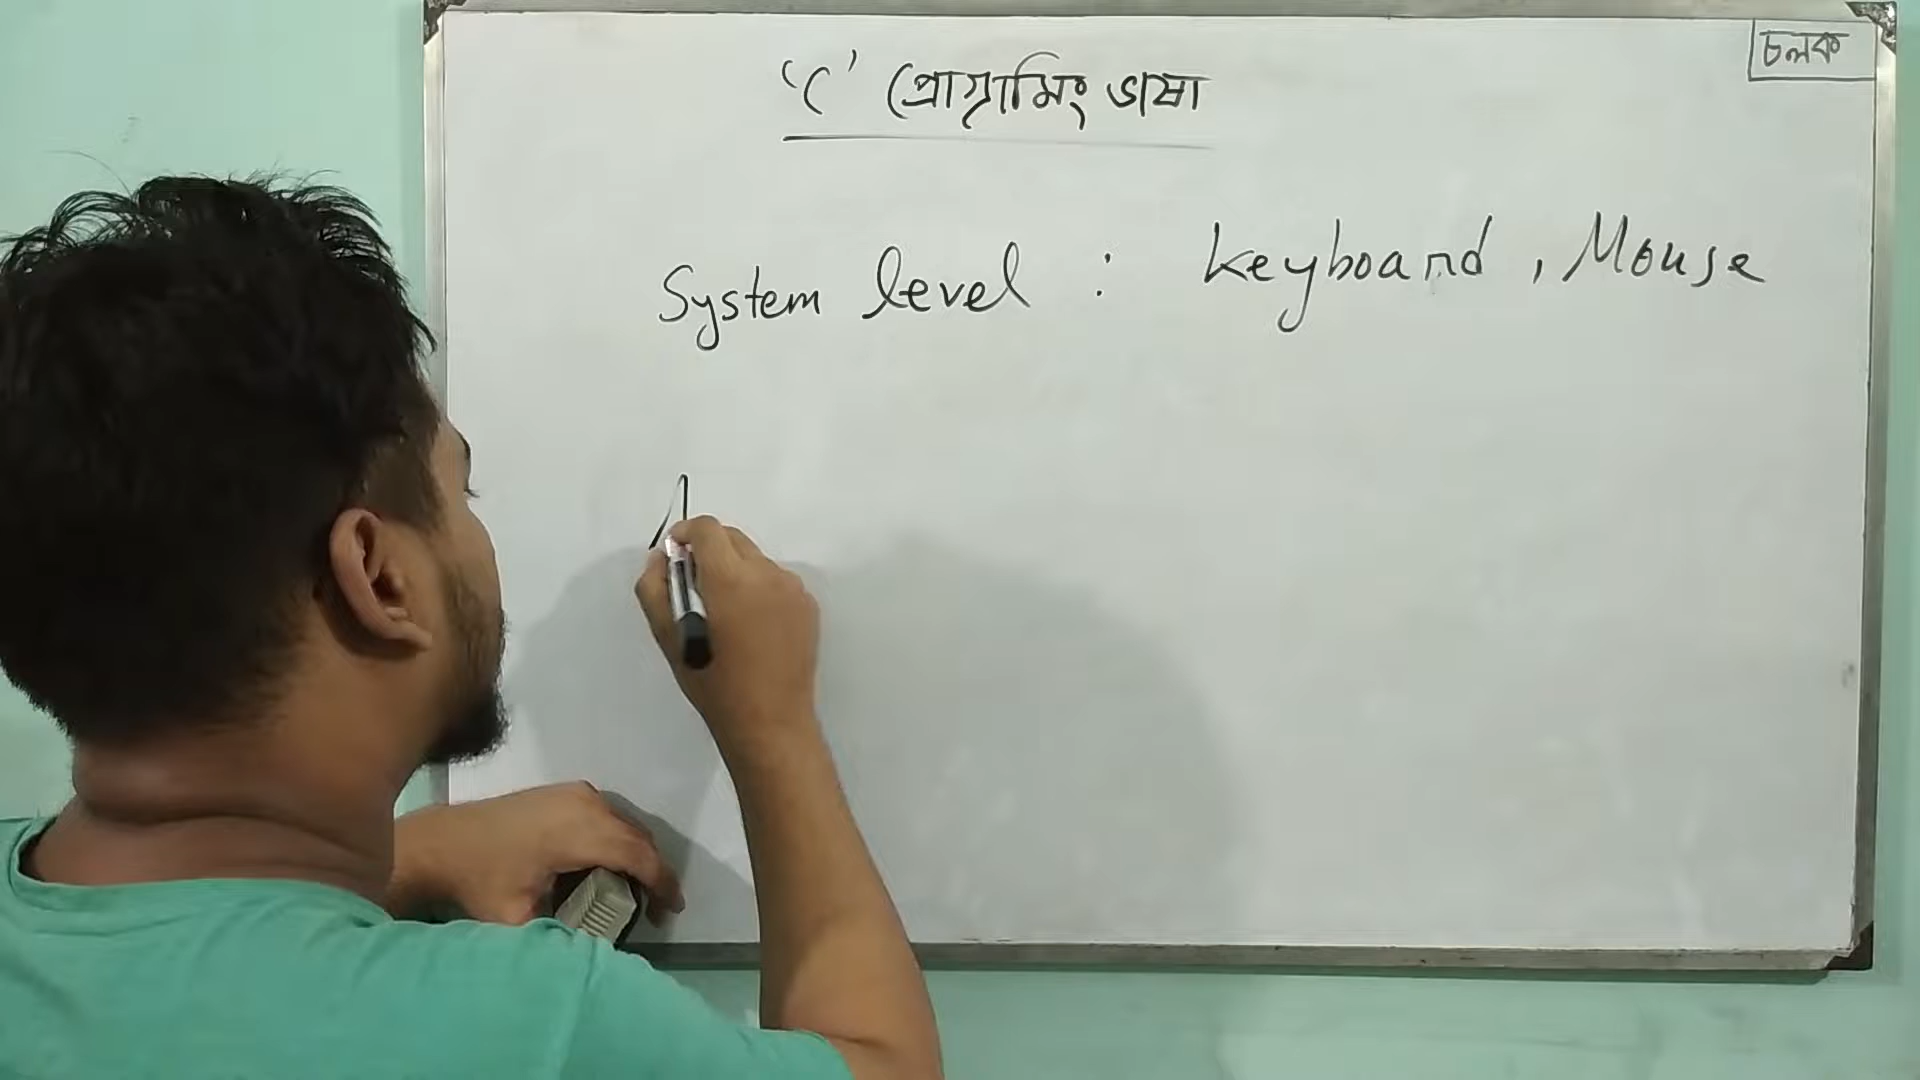 চলক
'C' প্রোগ্রামিং ভাষা
System level : Keyboard , Mouse